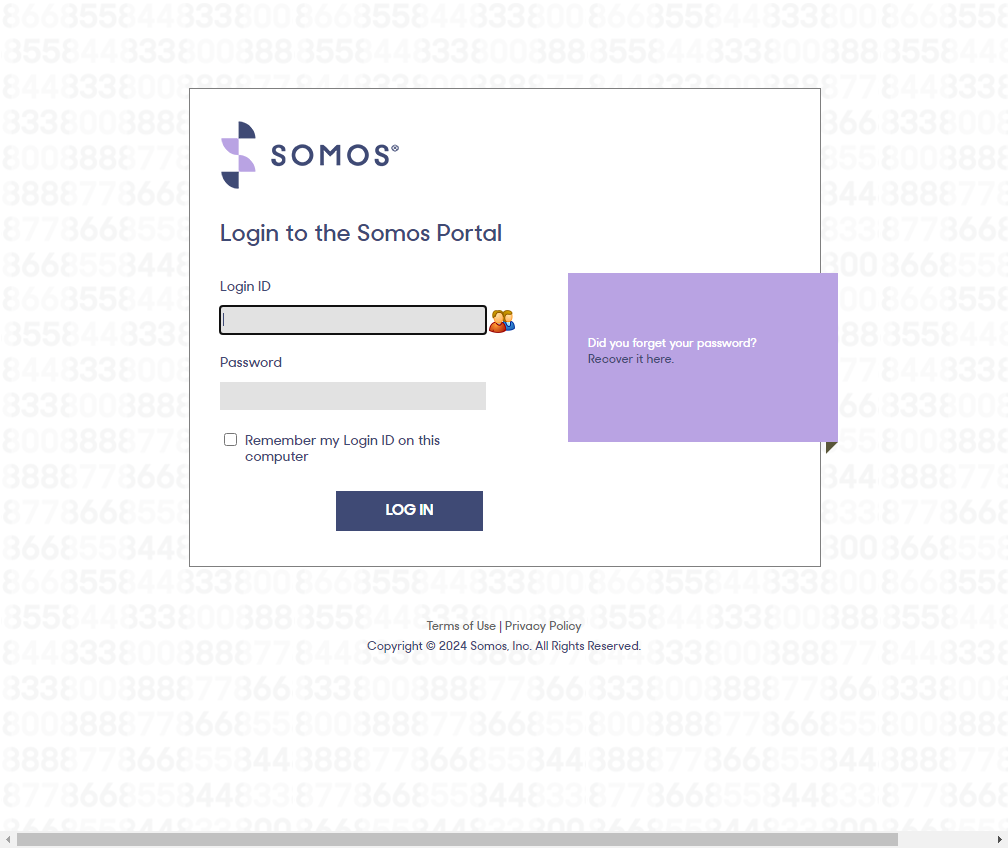 SOMOS®
Login to the Somos Portal
Login ID
Did you forget your password?
Recover it here.
Password
Remember my Login ID on this
computer
LOG IN
Terms of Use | Privacy Policy
Copyright © 2024 Somos, Inc. All Rights Reserved.